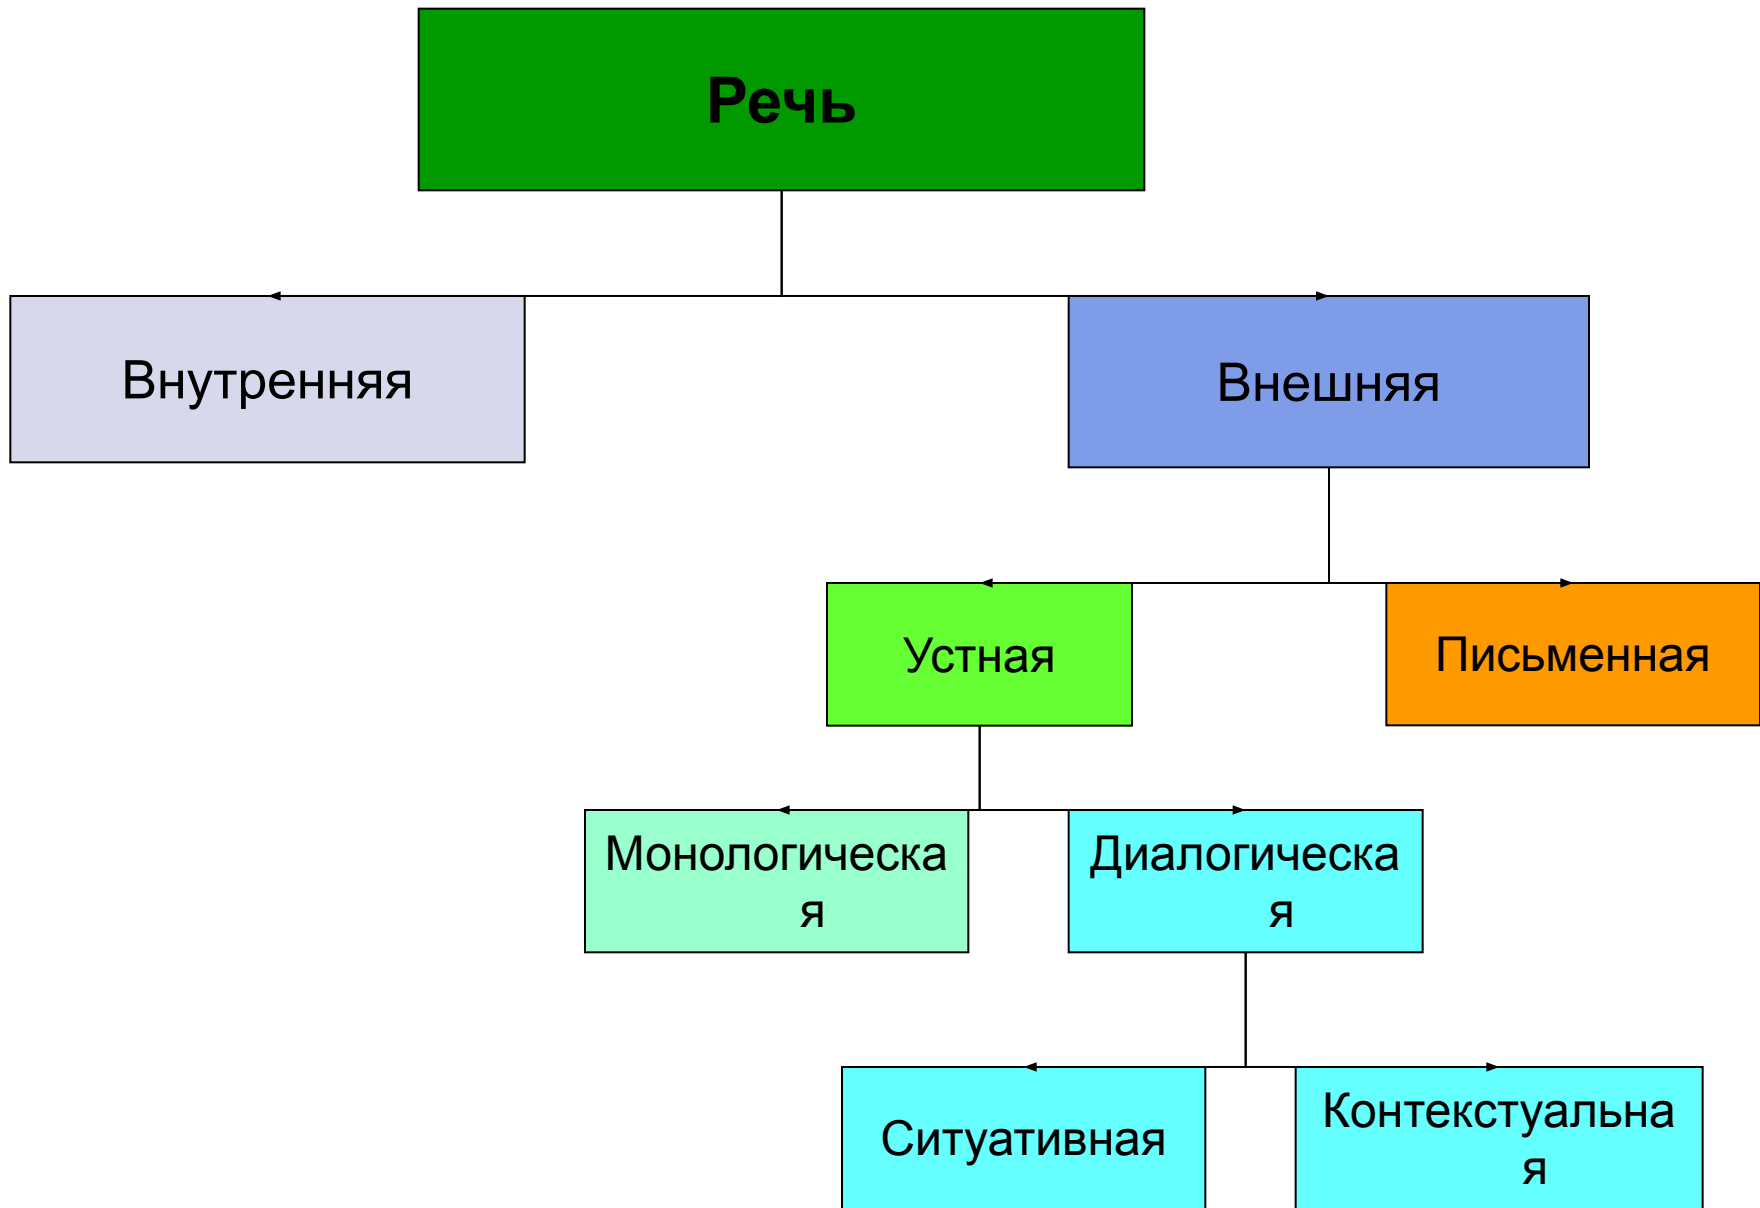 Речь
Внутренняя
Внешняя
Устная
Письменная
Монологическа
я
Диалогическа
я
Ситуативная
Контекстуальна
я